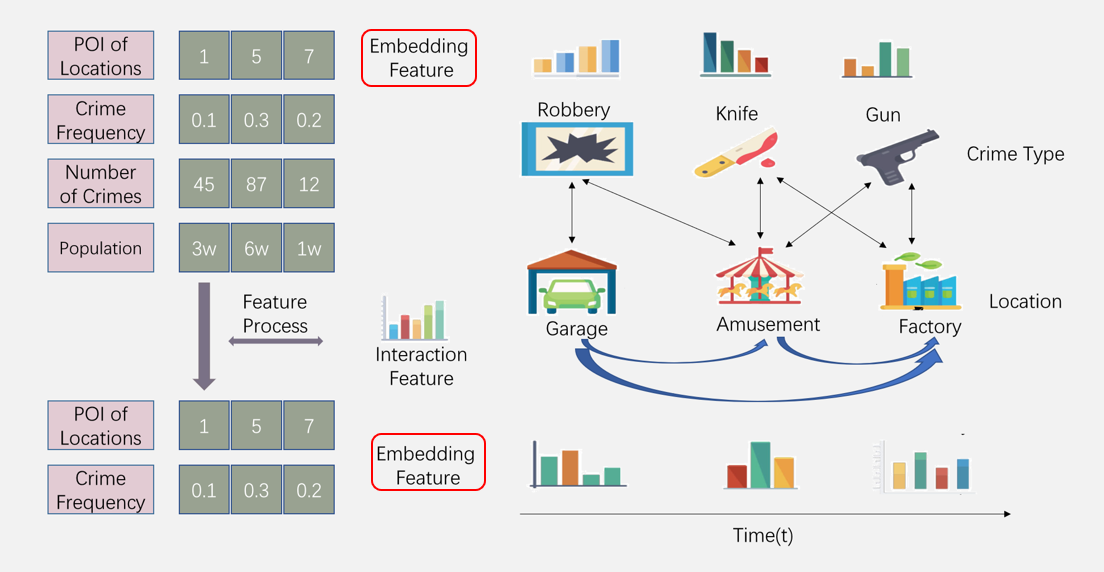 POI of
Locations
1 5 7
Embedding
Feature
Crime
Frequency
0.1 0.3 0.2
Number
of Crimes
45 87 12
Population
3w 6w 1w
Feature
Process
Interaction
Feature
POI of
Locations
1 5 7
Crime
Frequency
0.1 0.3 0.2
Embedding
Feature
Robbery Knife Gun
Crime Type
Location
Garage Amusement Factory
Time(t)